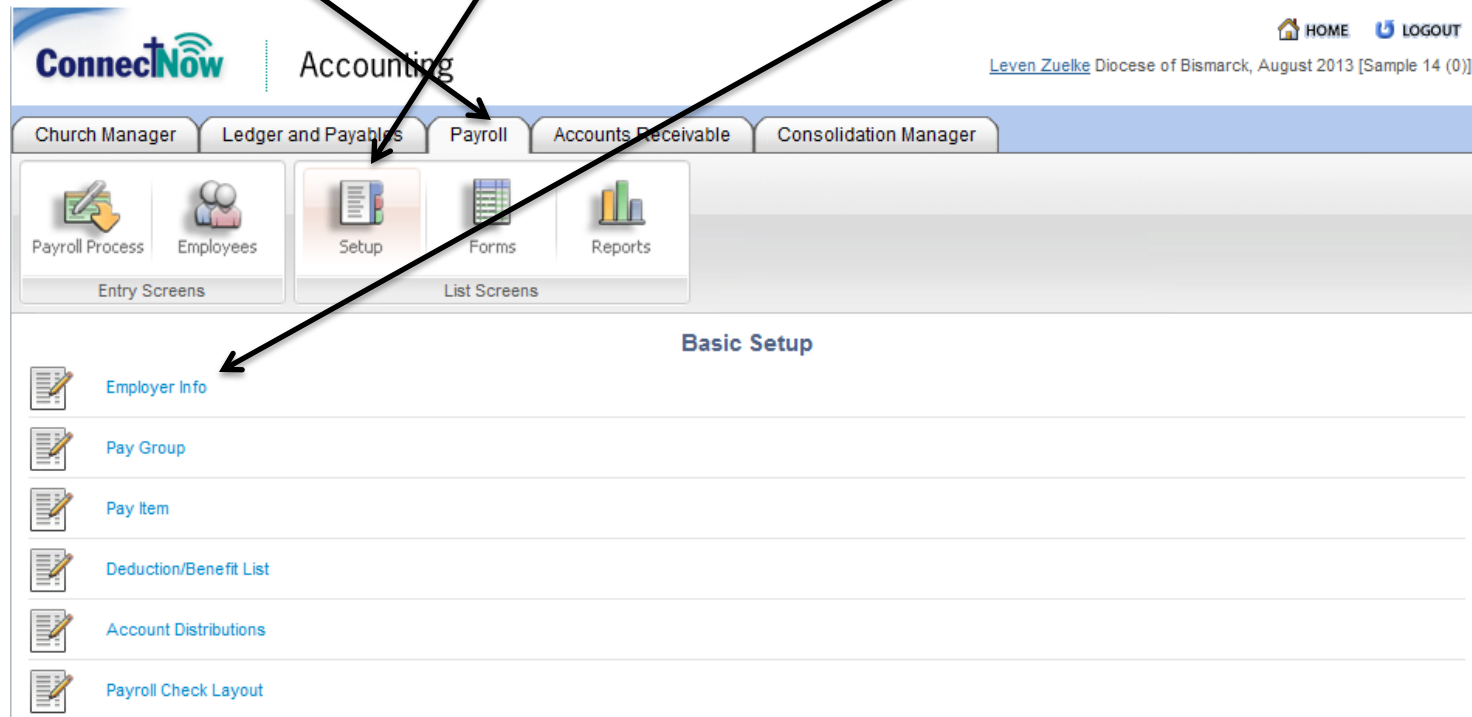 HOME LOGOUT
ConnectNow Accounting
Leven Zuelke Diocese of Bismarck, August 2013 [Sample 14 (0)]
Church Manager Ledger and Payables Payroll Accounts Receivable Consolidation Manager
Payroll Process Employees Setup Forms Reports
Entry Screens List Screens
Basic Setup
Employer Info
Pay Group
Pay Item
Deduction/Benefit List
Account Distributions
Payroll Check Layout